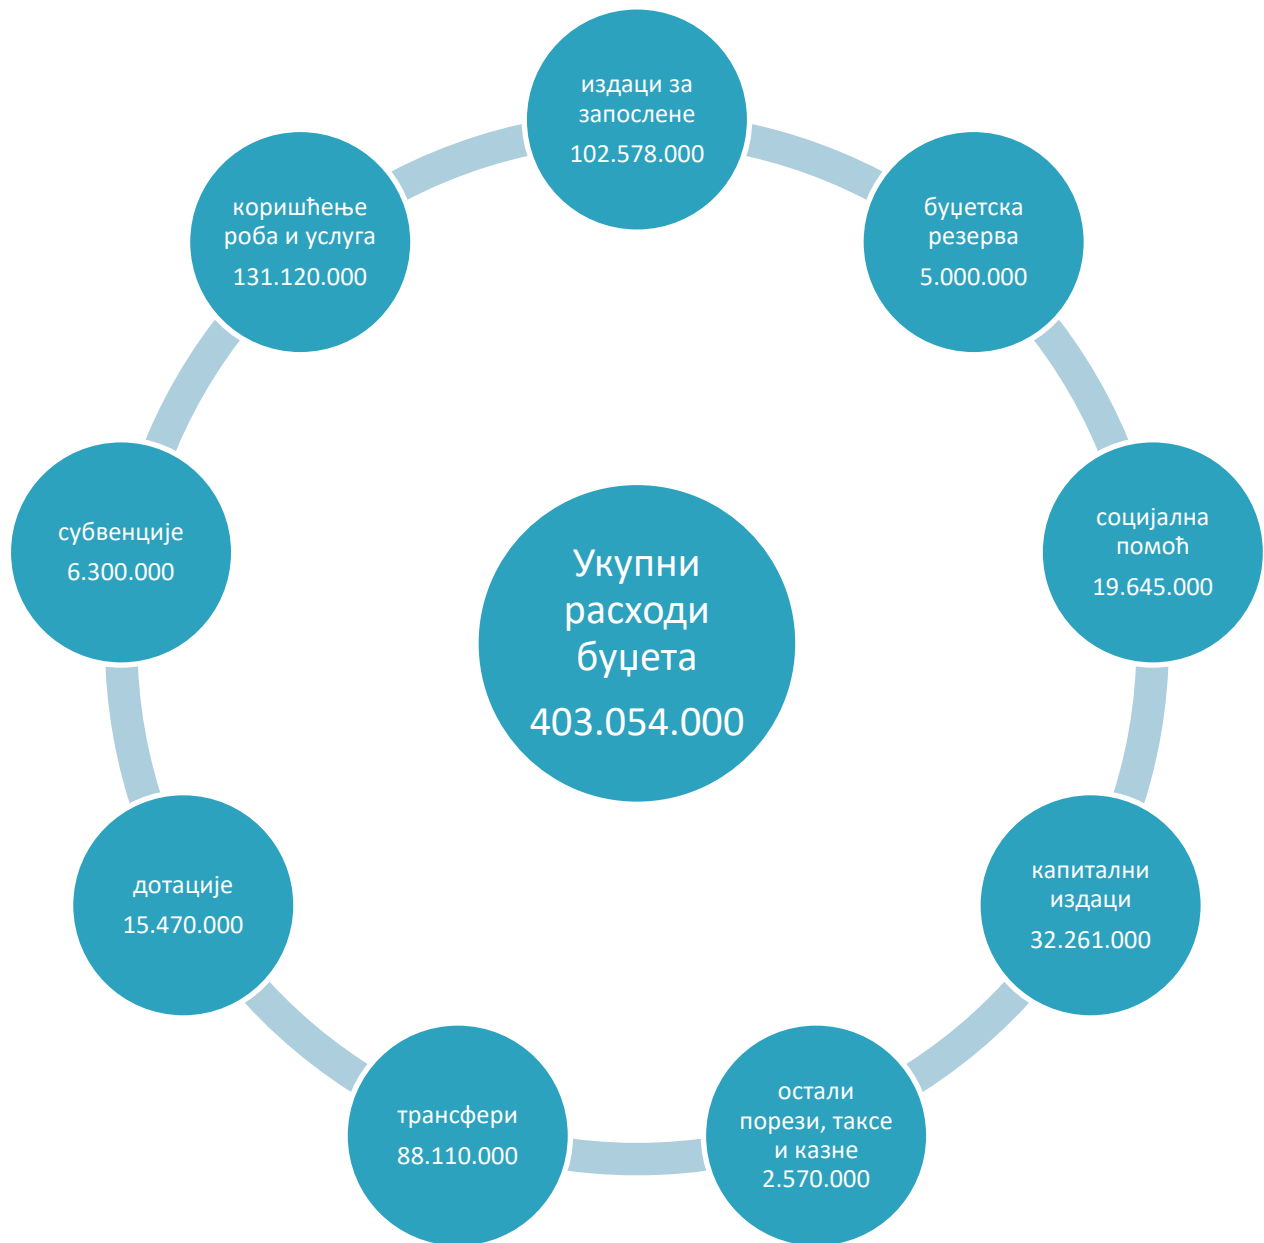 издаци за
запослене
102.578.000
буџетска
резерва
5.000.000
социјална
помоћ
19.645.000
капитални
издаци
32.261.000
остали
порези, таксе
и казне
2.570.000
трансфери
88.110.000
дотације
15.470.000
субвенције
6.300.000
коришћење
роба и услуга
131.120.000
Укупни
расходи
буџета
403.054.000